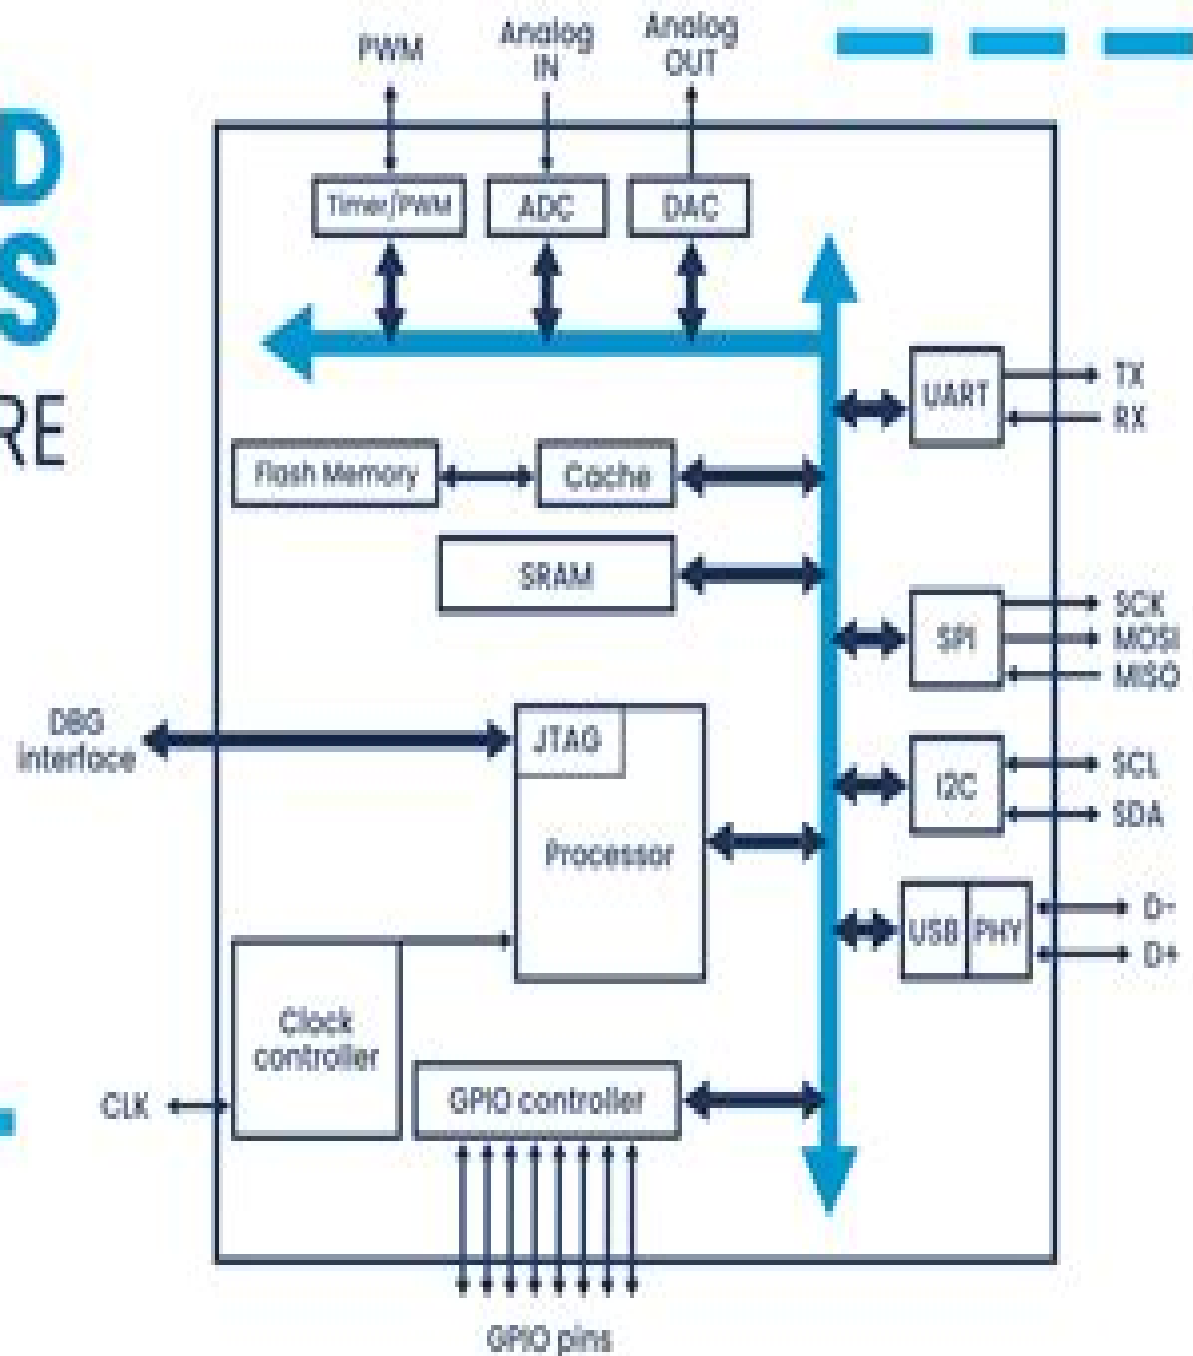 PWM
Analog
IN
Analog
OUT
D
S
RE
Timer/PWM
ADC
DAC
UART
TX
RX
Flash Memory
Cache
SRAM
SPI
SCK
MOSI
MISO
DBG
interface
JTAG
Processor
I2C
SCL
SDA
USB
PHY
D-
D+
Clock
controller
CLK
GPIO controller
GPIO pins